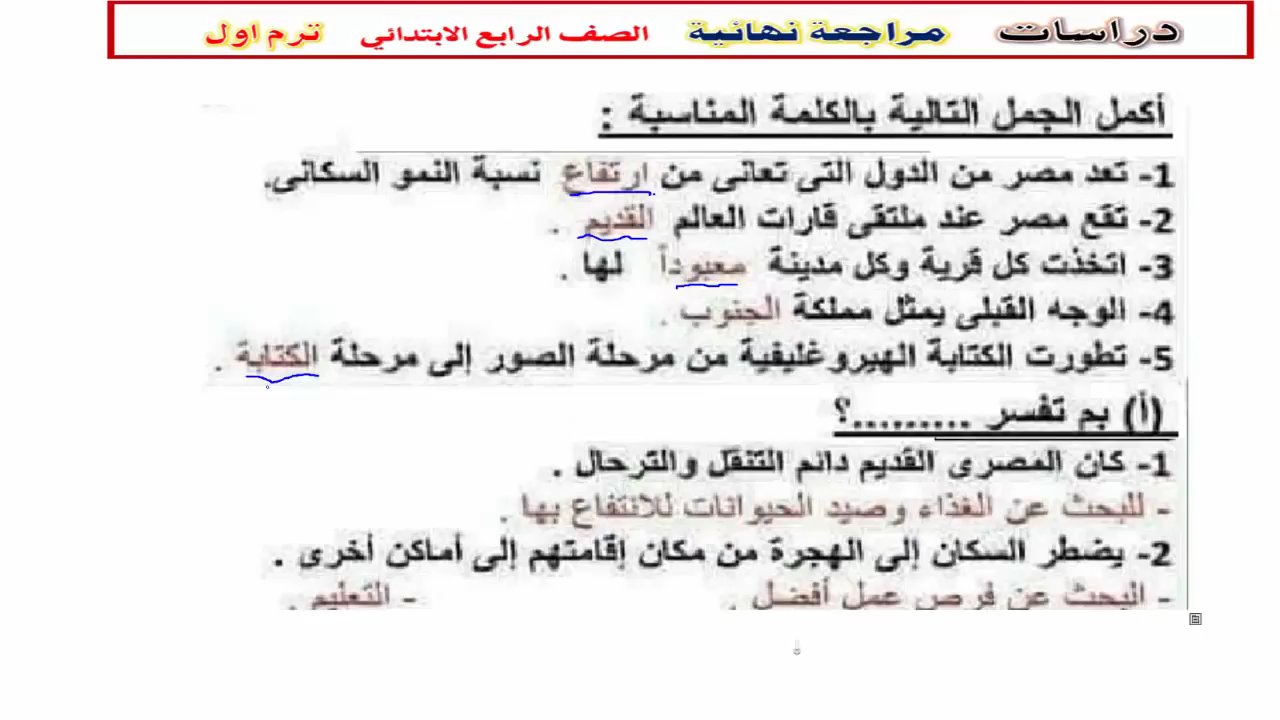 دراسات مراجعة نهائية الصف الرابع الابتدائي ترم اول
أكمل الجمل التالية بالكلمة المناسبة :
1- تعد مصر من الدول التى تعانى من ارتفاع نسبة النمو السكانى.
2- تقع مصر عند ملتقى قارات العالم القديم .
3- اتخذت كل قرية وكل مدينة معبوداً لها .
4- الوجه القبلى يمثل مملكة الجنوب .
5- تطورت الكتابة الهيروغليفية من مرحلة الصور إلى مرحلة الكتابة .
(أ) بم تفسر ..........؟
1- كان المصرى القديم دائم التنقل والترحال .
- للبحث عن الغذاء وصيد الحيوانات للانتفاع بها .
2- يضطر السكان إلى الهجرة من مكان إقامتهم إلى أماكن أخرى .
- البحث عن فرص عمل أفضل . - التعليم .